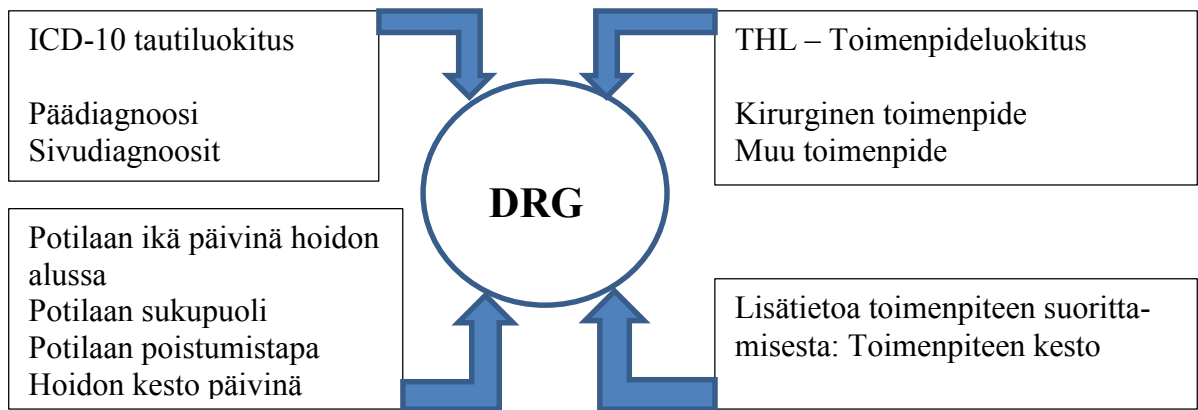 ICD-10 tautiluokitus
Päädiagnoosi
Sivudiagnoosit
THL – Toimenpideluokitus
Kirurginen toimenpide
Muu toimenpide
DRG
Potilaan ikä päivinä hoidon
alussa
Potilaan sukupuoli
Potilaan poistumistapa
Hoidon kesto päivinä
Lisätietoa toimenpiteen suoritta-
misesta: Toimenpiteen kesto